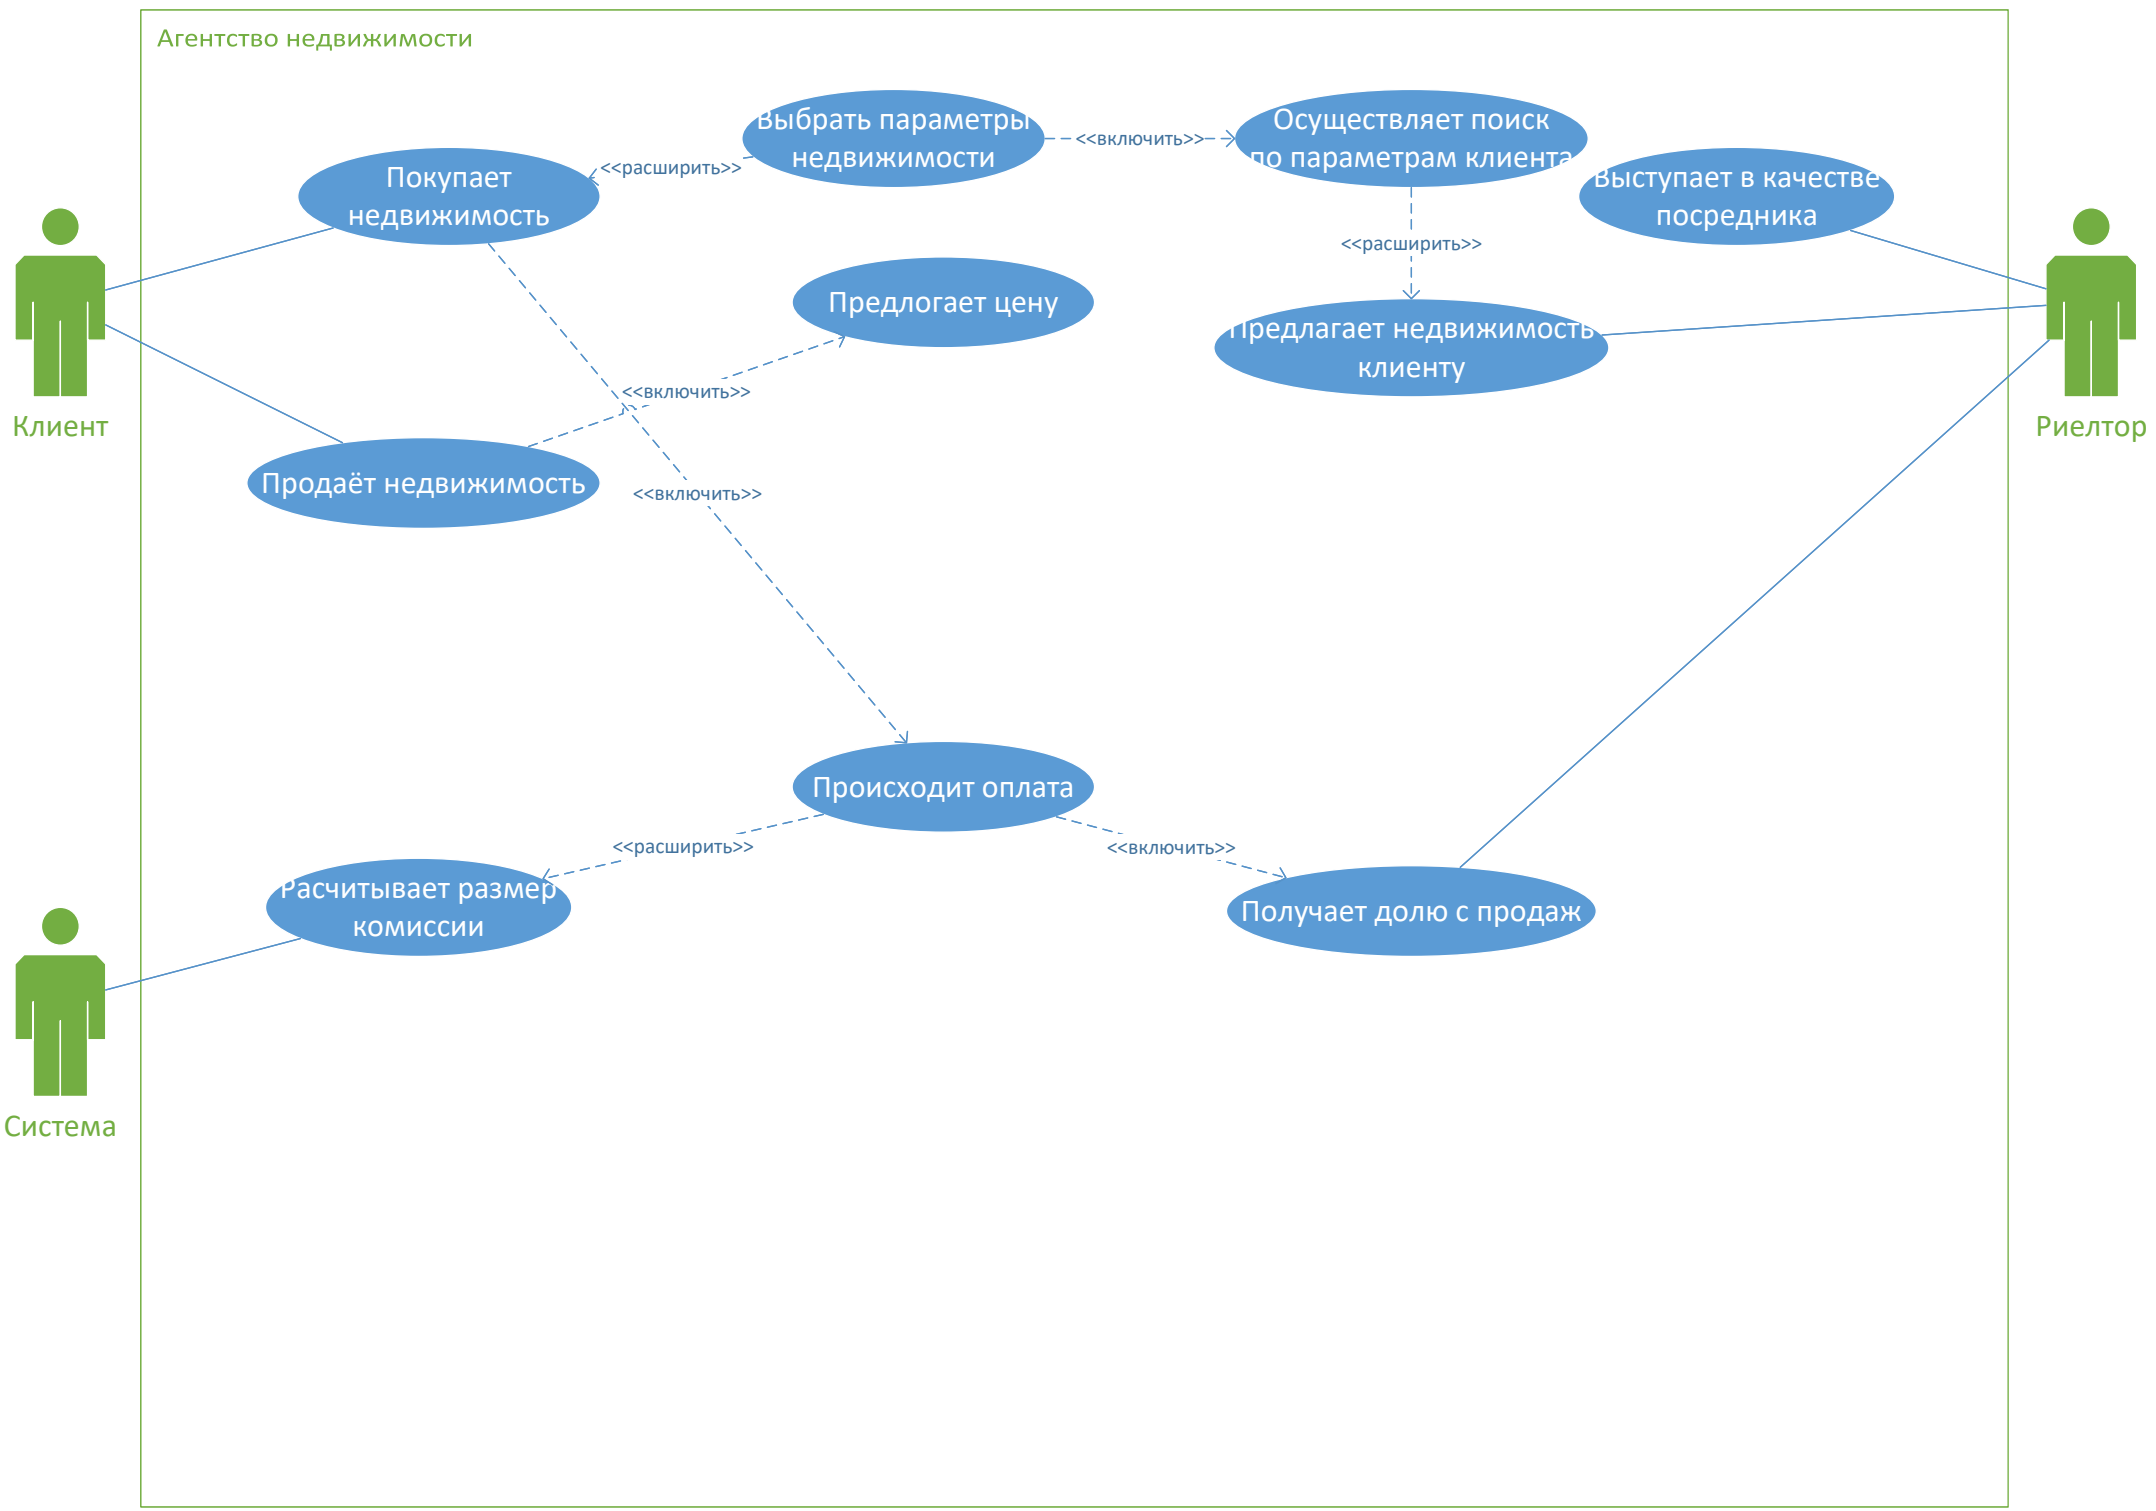 Агентство недвижимости
Выбрать параметры
недвижимости
<<включить>>
Осуществляет поиск
по параметрам клиента
<<расширить>>
Покупает
недвижимость
Выступает в качестве
посредника
<<расширить>>
Предлогает цену
Предлагает недвижимость
клиенту
<<включить>>
Клиент
Риелтор
Продаёт недвижимость
<<включить>>
Происходит оплата
<<расширить>>
<<включить>>
Расчитывает размер
комиссии
Получает долю с продаж
Система